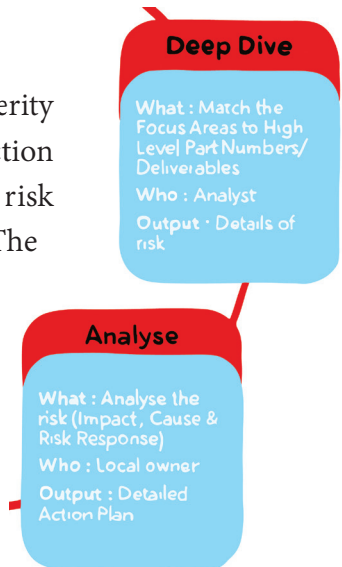 erity
ction
risk
The
Deep Dive
What : Match the
Focus Areas to High
Level Part Numbers/
Deliverables
Who : Analyst
Output : Details of
risk
Analyse
What : Analyse the
risk (Impact, Cause &
Risk Response)
Who : Local owner
Output : Detailed
Action Plan